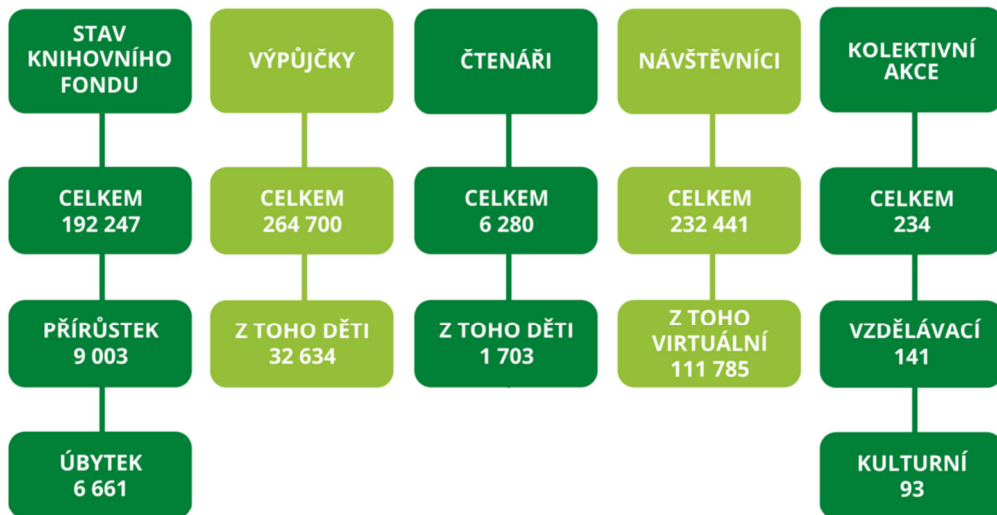 STAV
KNIHOVNÍHO
FONDU
CELKEM
192 247
PŘÍRŮSTEK
9 003
ÚBYTEK
6 661
VÝPŮJČKY
CELKEM
264 700
Z TOHO DĚTI
32 634
ČTENÁŘI
CELKEM
6 280
Z TOHO DĚTI
1 703
NÁVŠTĚVNÍCI
CELKEM
232 441
Z TOHO
VIRTUÁLNÍ
111 785
KOLEKTIVNÍ
AKCE
CELKEM
234
VZDĚLÁVACÍ
141
KULTURNÍ
93